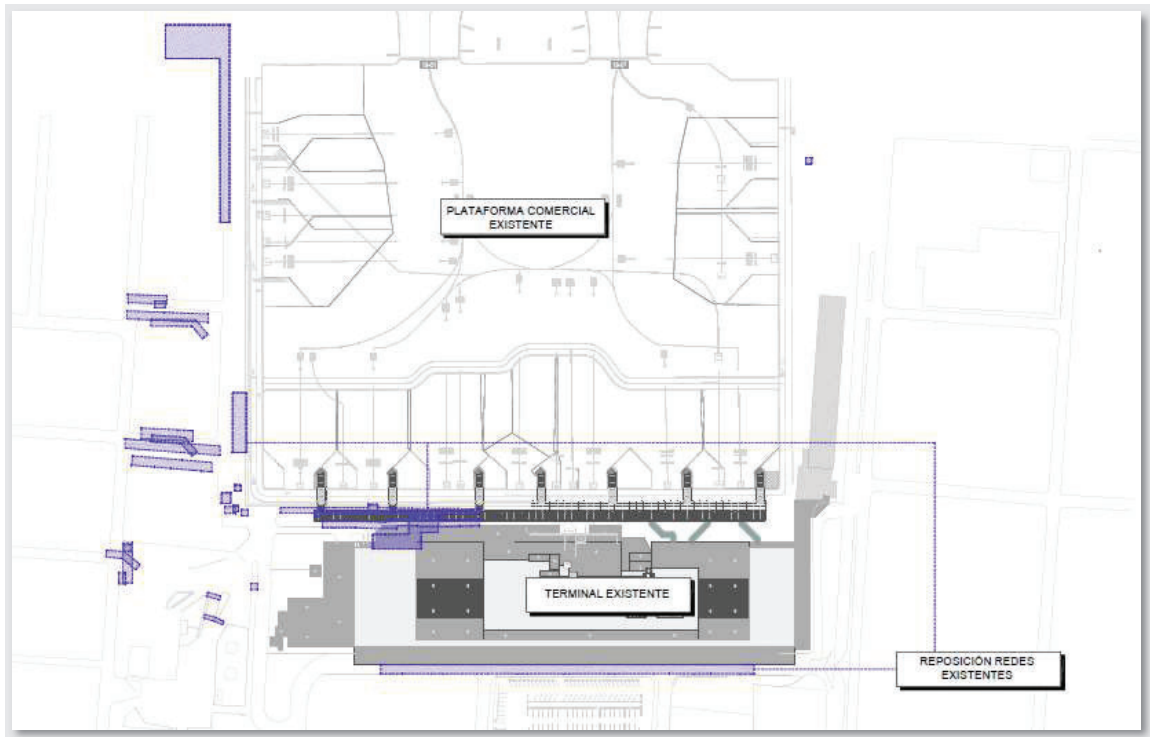 PLATAFORMA COMERCIAL
EXISTENTE
TERMINAL EXISTENTE
REPOSICIÓN REDES
EXISTENTES